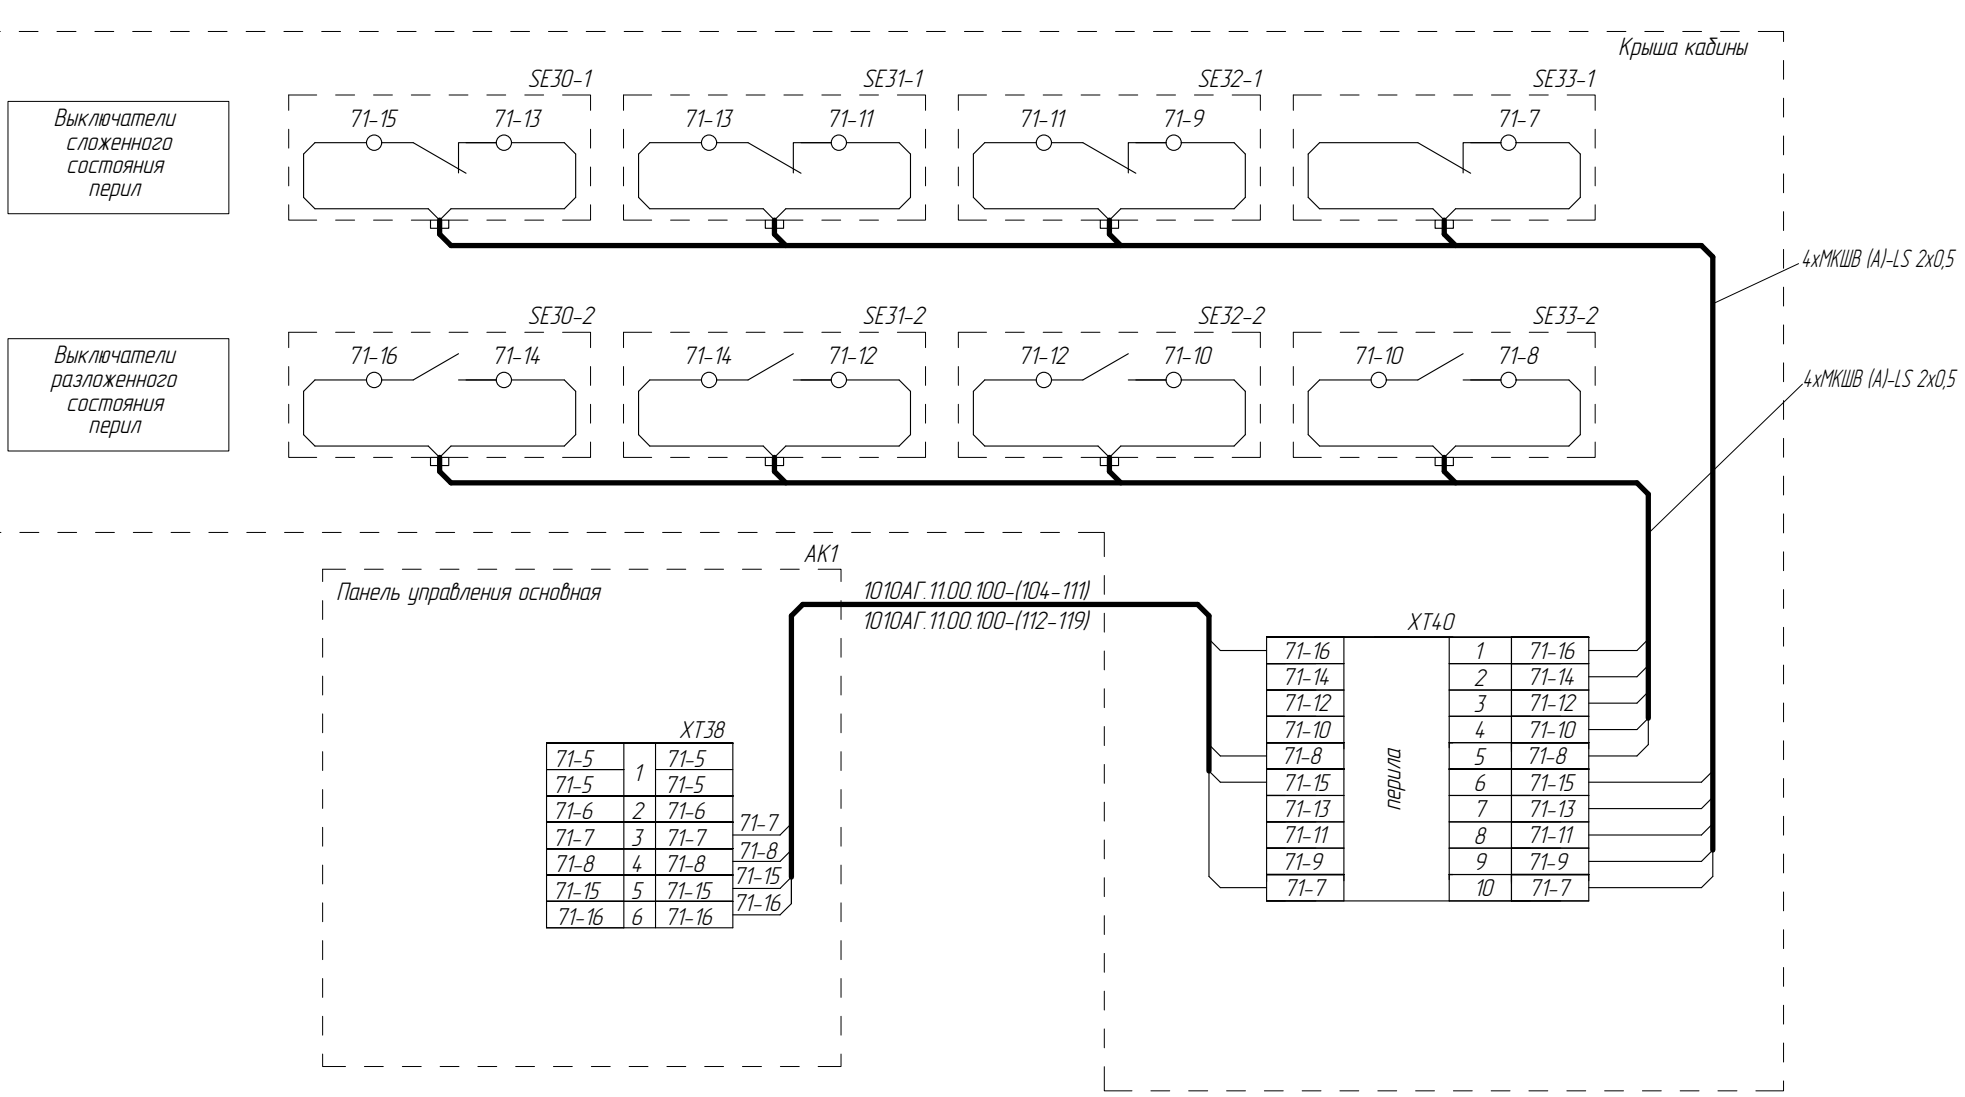 Крыша кабины
SE30-1
SE31-1
SE32-1
SE33-1
Выключатели
сложенного
состояния
перил
71-15
71-13
71-13
71-11
71-11
71-9
71-7
4хМКШВ (А)-LS 2х0,5
SE30-2
SE31-2
SE32-2
SE33-2
Выключатели
разложенного
состояния
перил
71-16
71-14
71-14
71-12
71-12
71-10
71-10
71-8
4хМКШВ (А)-LS 2х0,5
АК1
Панель управления основная
1010АГ.11.00.100-(104-111)
1010АГ.11.00.100-(112-119)
XT40
71-16 1 71-16
71-14 2 71-14
71-12 3 71-12
71-10 4 71-10
71-8 5 71-8
71-15 6 71-15
71-13 7 71-13
71-11 8 71-11
71-9 9 71-9
71-7 10 71-7
перила
XT38
71-5 1 71-5
71-5 71-5
71-6 2 71-6
71-7 3 71-7 71-7
71-8 4 71-8 71-8
71-15 5 71-15 71-15
71-16 6 71-16 71-16